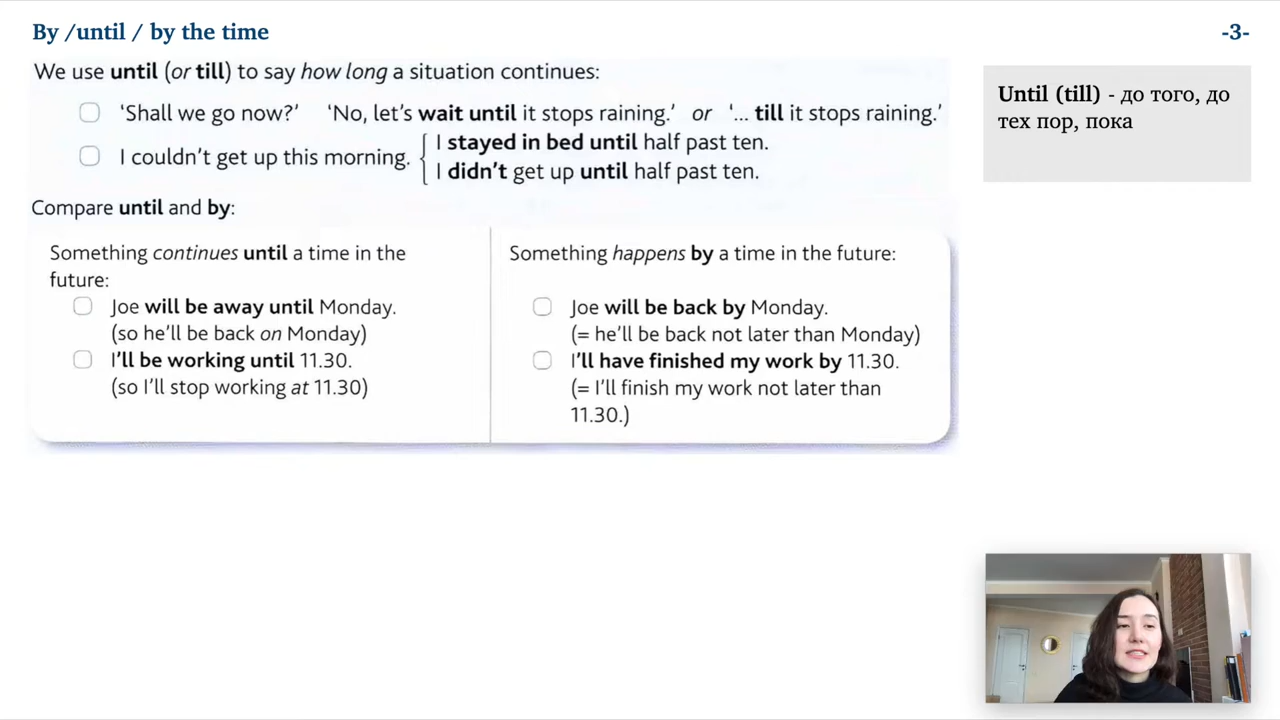 By /until / by the time
-3-
We use until (or till) to say how long a situation continues:
‘Shall we go now?’ ‘No, let’s wait until it stops raining.’ or ‘... till it stops raining.’
I couldn’t get up this morning.
I stayed in bed until half past ten.
I didn’t get up until half past ten.
Compare until and by:
Something continues until a time in the
future:
Joe will be away until Monday.
(so he’ll be back on Monday)
I’ll be working until 11.30.
(so I’ll stop working at 11.30)
Something happens by a time in the future:
Joe will be back by Monday.
(= he’ll be back not later than Monday)
I’ll have finished my work by 11.30.
(= I’ll finish my work not later than
11.30.)
Until (till) - до того, до
тех пор, пока